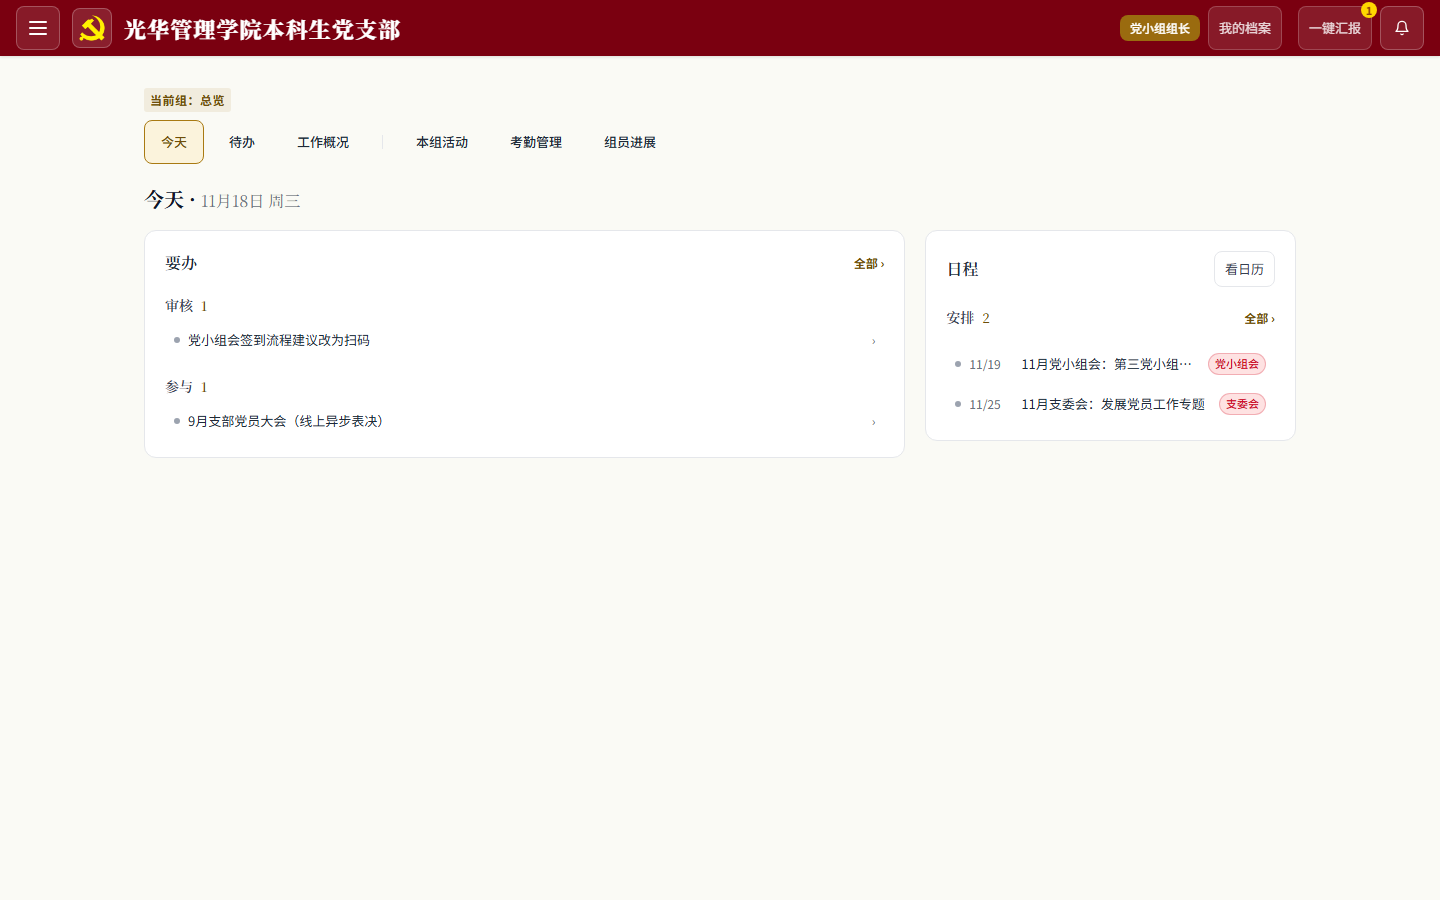 光华管理学院本科生党支部
党小组组长
我的档案
一键汇报
1
当前组：总览
今天
待办
工作概况
本组活动
考勤管理
组员进展
今天 · 11月18日 周三
要办
全部 ›
审核 1
党小组会签到流程建议改为扫码 ›
参与 1
9月支部党员大会（线上异步表决） ›
日程
看日历
安排 2
全部 ›
11/19 11月党小组会：第三党小组… 党小组会
11/25 11月支委会：发展党员工作专题 支委会